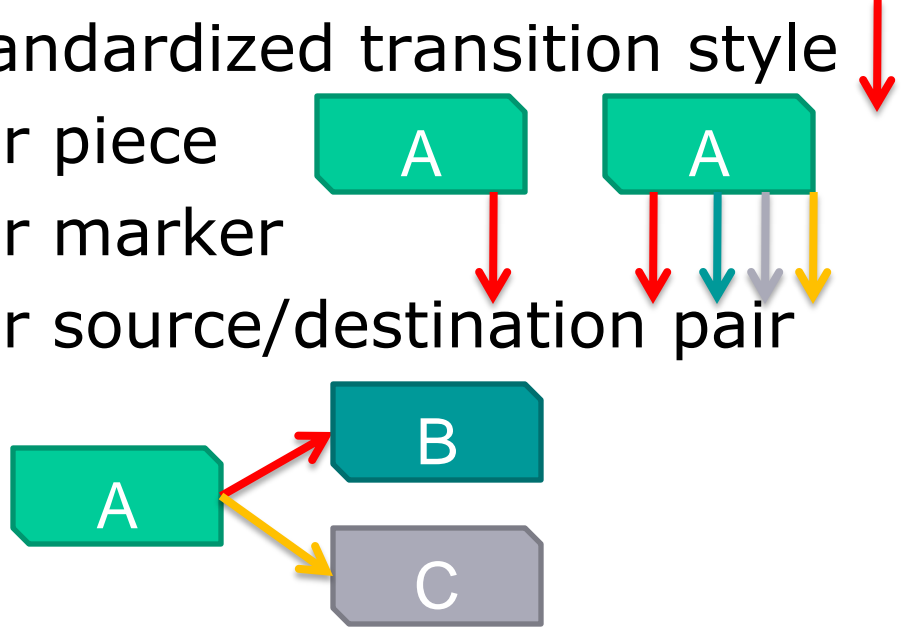 andardized transition style
r piece
A
A
r marker
r source/destination pair
B
A
C